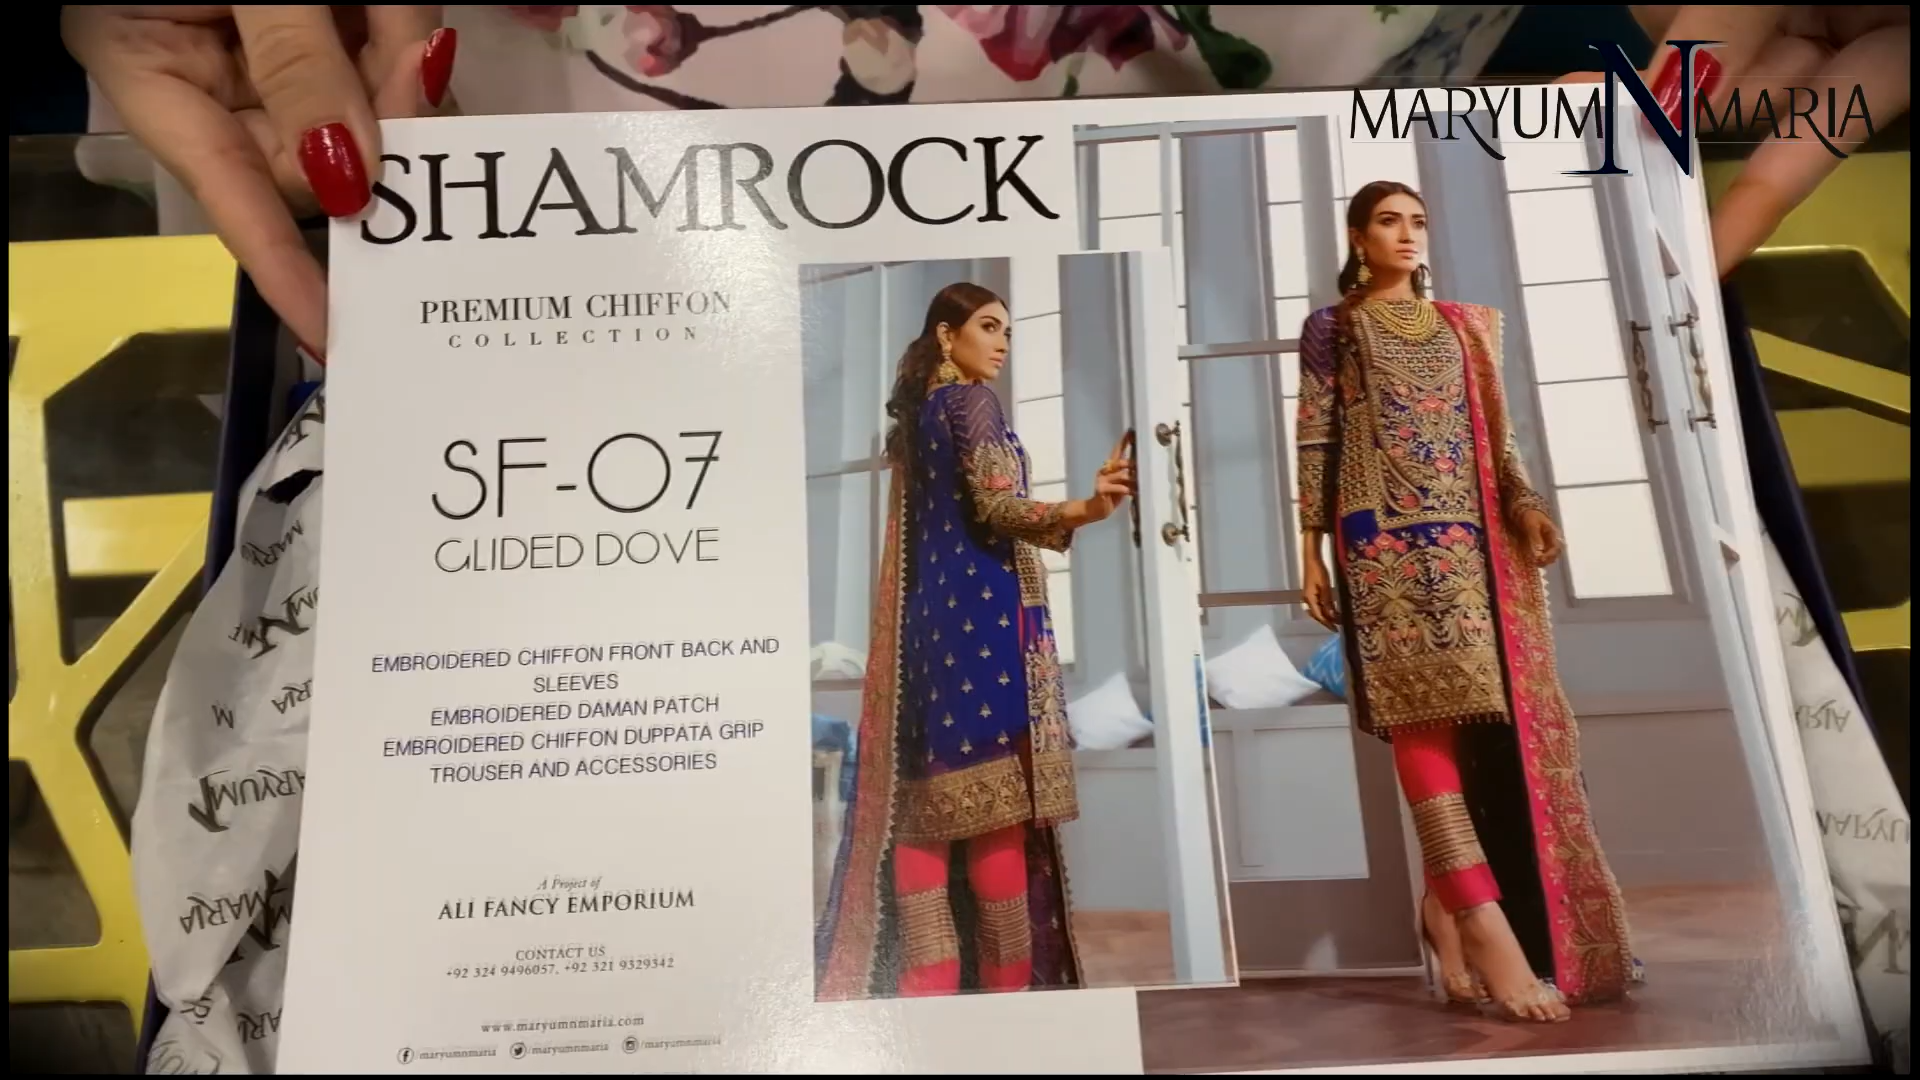 MARYUM N MARIA
SHAMROCK
PREMIUM CHIFFON
COLLECTION
SF-07
GLIDED DOVE
EMBROIDERED CHIFFON FRONT BACK AND
SLEEVES
EMBROIDERED DAMAN PATCH
EMBROIDERED CHIFFON DUPPATA GRIP
TROUSER AND ACCESSORIES
A Project of
ALI FANCY EMPORIUM
CONTACT US
+92 324 9496057, +92 321 9329342
www.maryumnmaria.com
/maryumnmaria /maryumnmaria /maryumnmaria